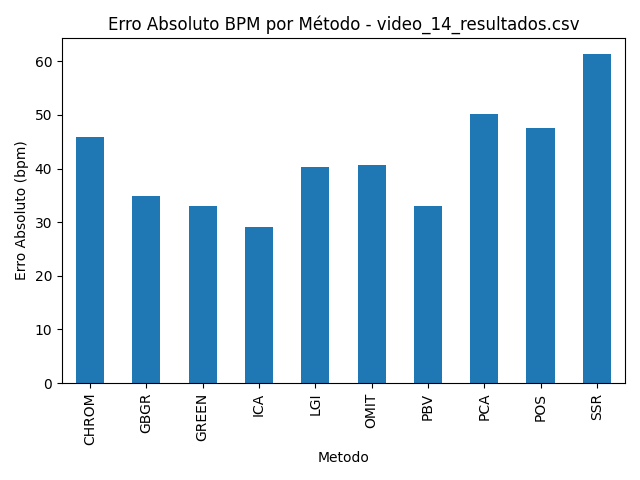 Erro Absoluto BPM por Método - video_14_resultados.csv
Erro Absoluto (bpm)
60
50
40
30
20
10
0
CHROM
GBGR
GREEN
ICA
LGI
OMIT
PBV
PCA
POS
SSR
Metodo